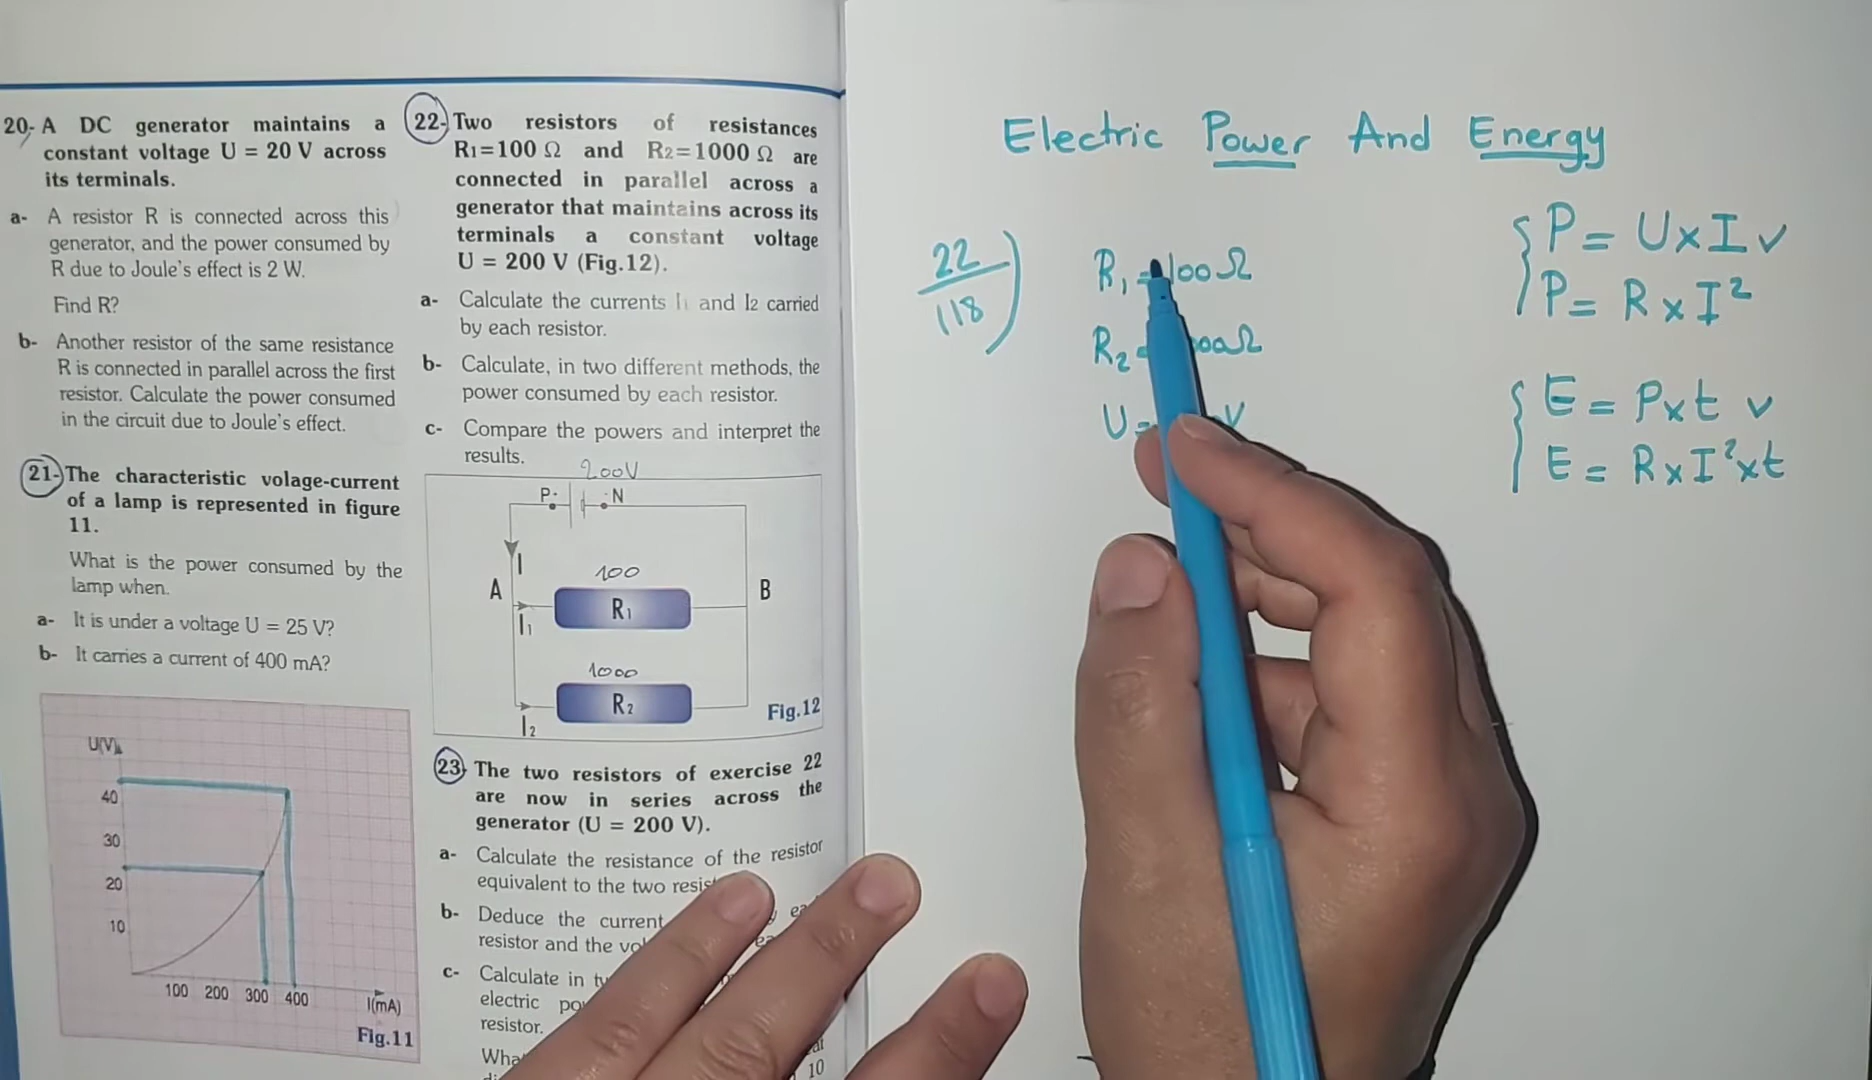 20- A DC generator maintains a
constant voltage U = 20 V across
its terminals.
a- A resistor R is connected across this
generator, and the power consumed by
R due to Joule's effect is 2 W.
Find R?
b- Another resistor of the same resistance
R is connected in parallel across the first
resistor. Calculate the power consumed
in the circuit due to Joule's effect.
21- The characteristic volage-current
of a lamp is represented in figure
11.
What is the power consumed by the
lamp when.
a- It is under a voltage U = 25 V?
b- It carries a current of 400 mA?
U(V)
40
30
20
10
100 200 300 400
I(mA)
Fig.11
22- Two resistors of resistances
R1=100 Ω and R2=1000 Ω are
connected in parallel across a
generator that maintains across its
terminals a constant voltage
U = 200 V (Fig.12).
a- Calculate the currents I1 and I2 carried
by each resistor.
b- Calculate, in two different methods, the
power consumed by each resistor.
c- Compare the powers and interpret the
results.
200V
P N
I
A
100
R1
B
I1
1000
R2
I2
Fig.12
23- The two resistors of exercise 22
are now in series across the
generator (U = 200 V).
a- Calculate the resistance of the resistor
equivalent to the two
b- Deduce the current
resistor and the
c- Calculate in
electric
resistor.
10
Electric Power And Energy
22/118)
R1 = 100Ω
R2 =
U = V
P = U×I ✓
P = R×I²
E = P×t ✓
E = R×I²×t